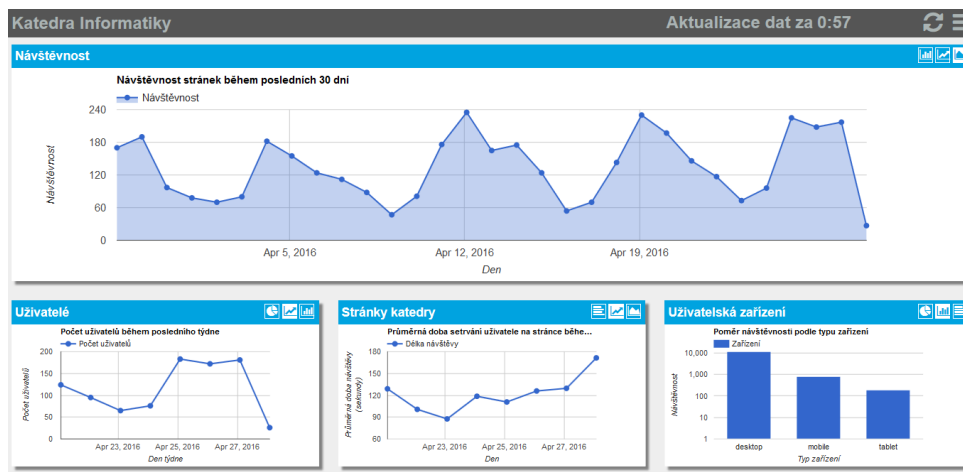 Katedra Informatiky
Aktualizace dat za 0:57
Návštěvnost
Návštěvnost stránek během posledních 30 dní
Návštěvnost
240
180
120
60
0
Návštěvnost
Apr 5, 2016 Apr 12, 2016 Apr 19, 2016
Den
Uživatelé
Počet uživatelů během posledního týdne
Počet uživatelů
200
150
100
50
0
Počet uživatelů
Apr 23, 2016 Apr 25, 2016 Apr 27, 2016
Den týdne
Stránky katedry
Průměrná doba setrvání uživatele na stránce běhe...
Délka návštěvy
180
150
120
90
60
Průměrná doba návštěvy
(sekundy)
Apr 23, 2016 Apr 25, 2016 Apr 27, 2016
Den
Uživatelská zařízení
Poměr návštěvnosti podle typu zařízení
Zařízení
10,000
1,000
100
10
1
Návštěvnost
desktop mobile tablet
Typ zařízení